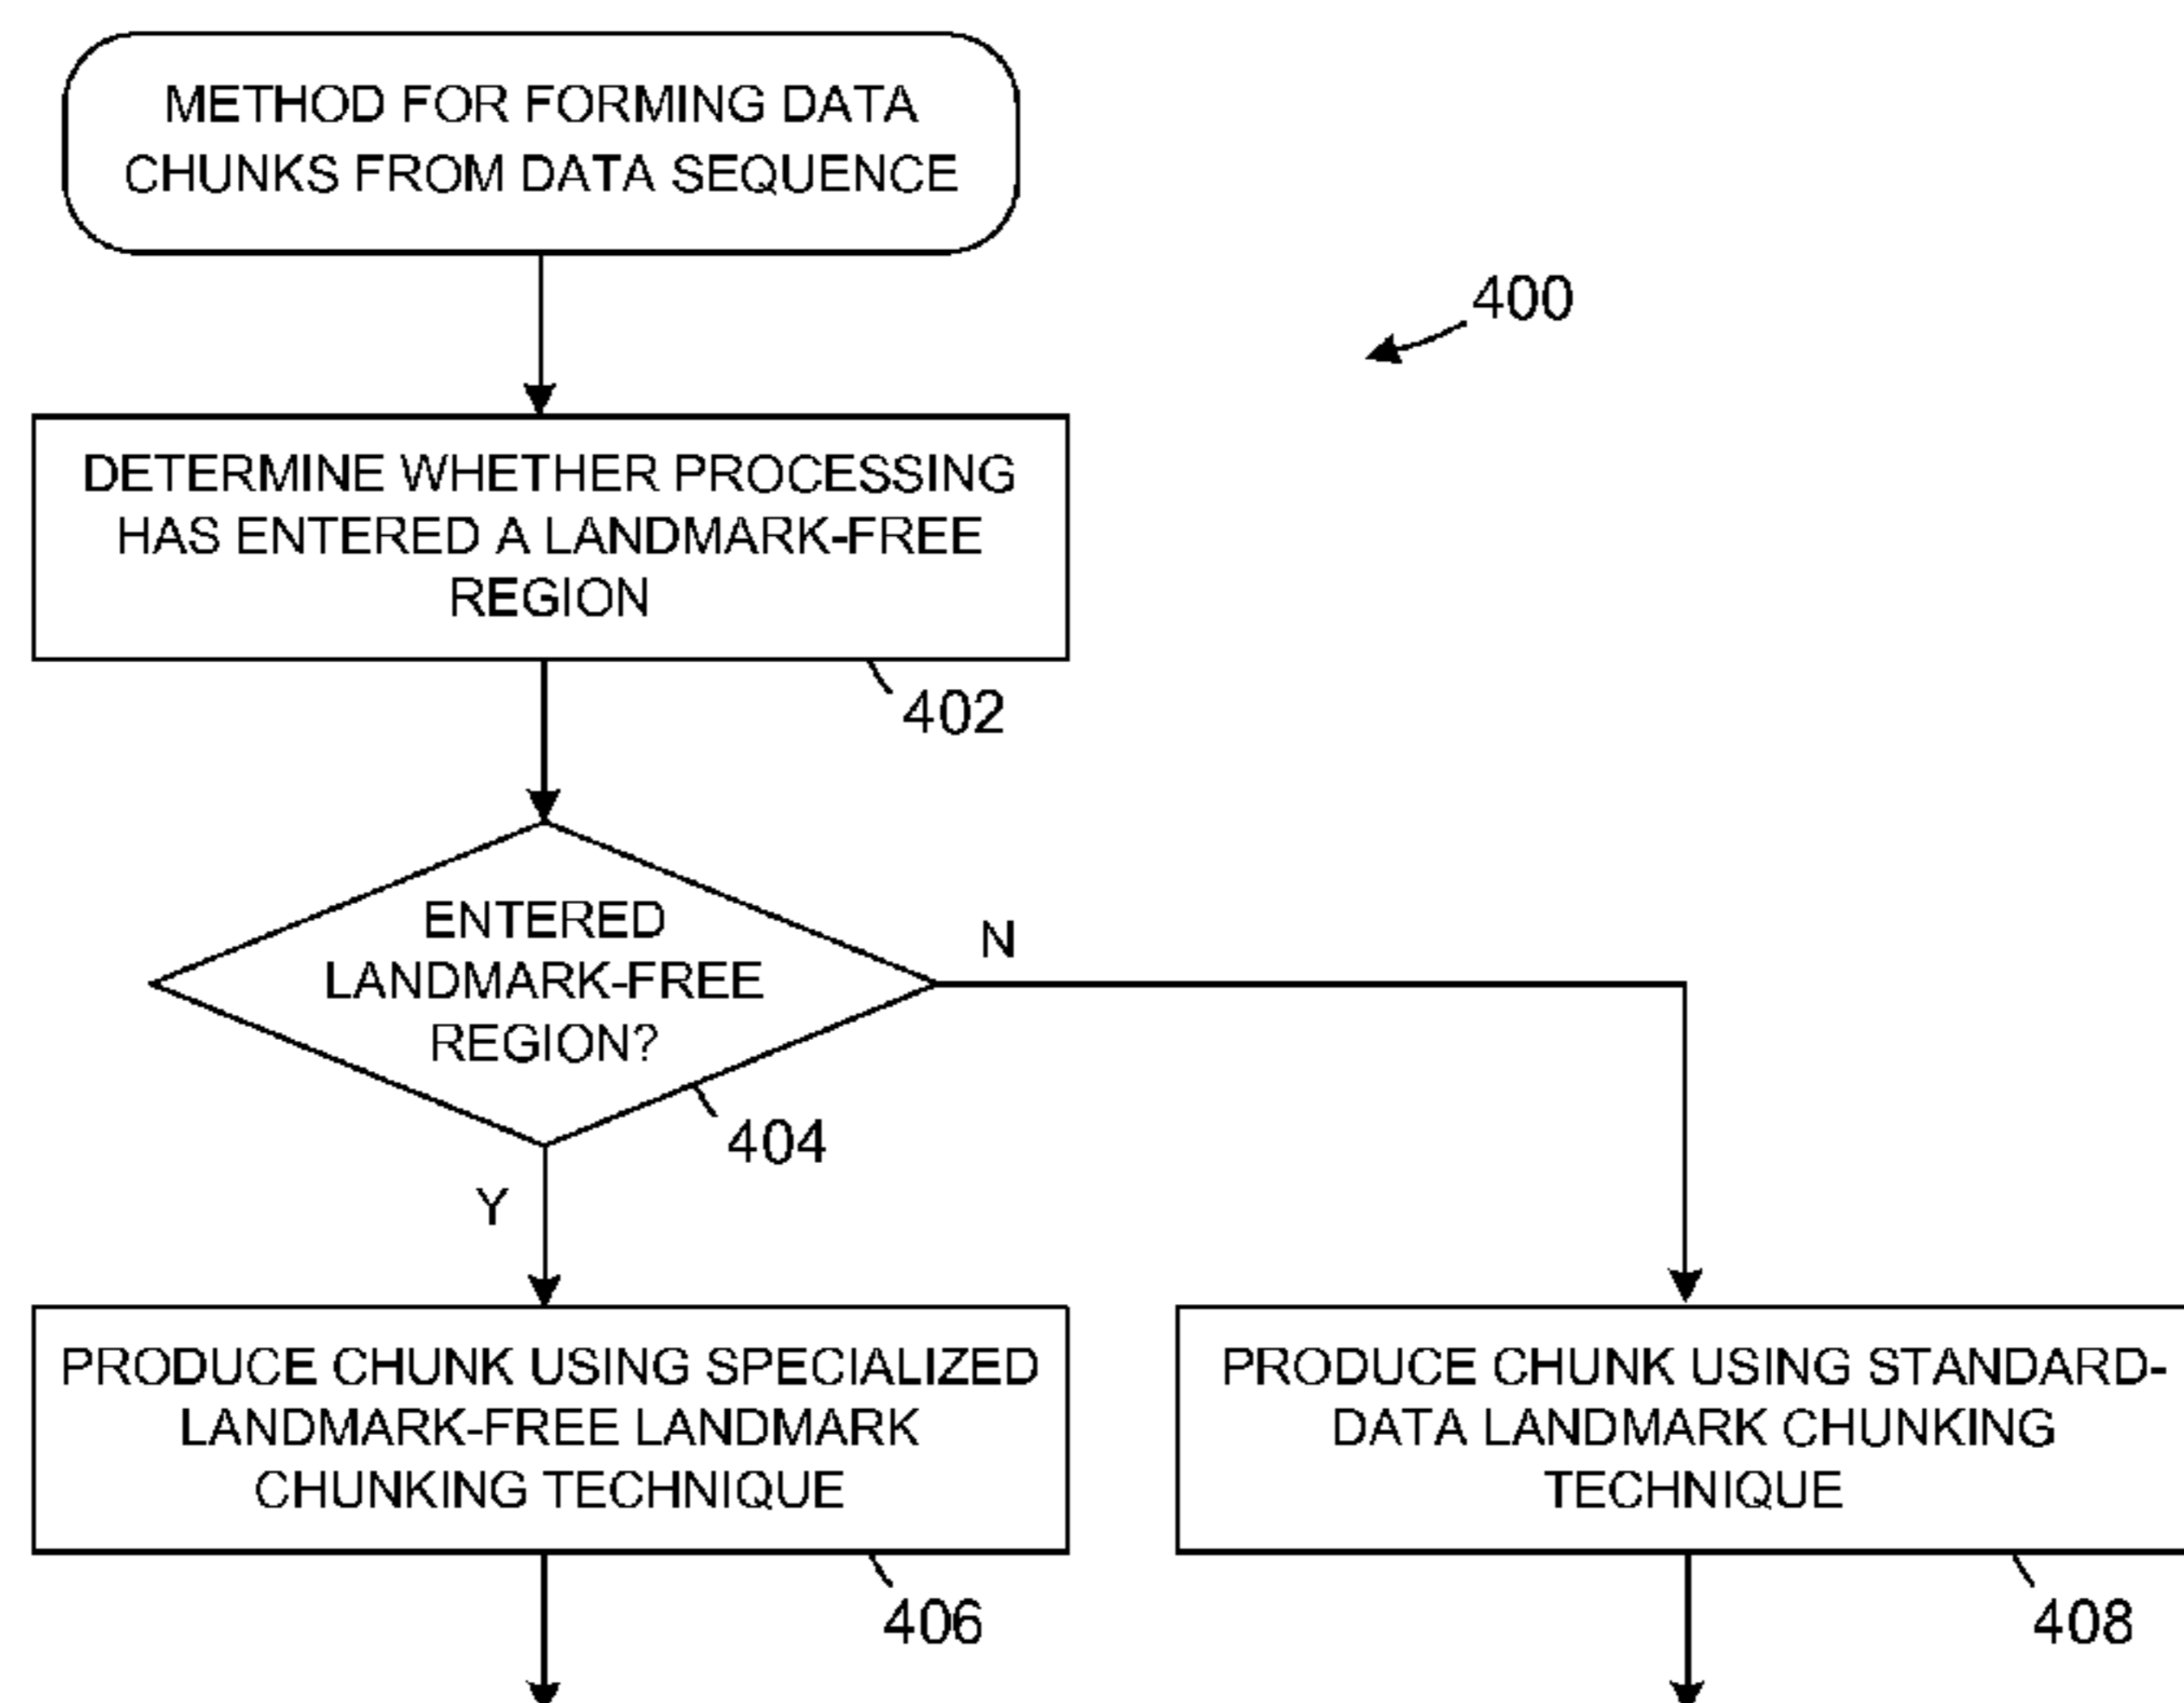 METHOD FOR FORMING DATA
CHUNKS FROM DATA SEQUENCE
400
DETERMINE WHETHER PROCESSING
HAS ENTERED A LANDMARK-FREE
REGION
402
ENTERED
LANDMARK-FREE
REGION?
N
404
Y
PRODUCE CHUNK USING SPECIALIZED
LANDMARK-FREE LANDMARK
CHUNKING TECHNIQUE
406
PRODUCE CHUNK USING STANDARD-
DATA LANDMARK CHUNKING
TECHNIQUE
408